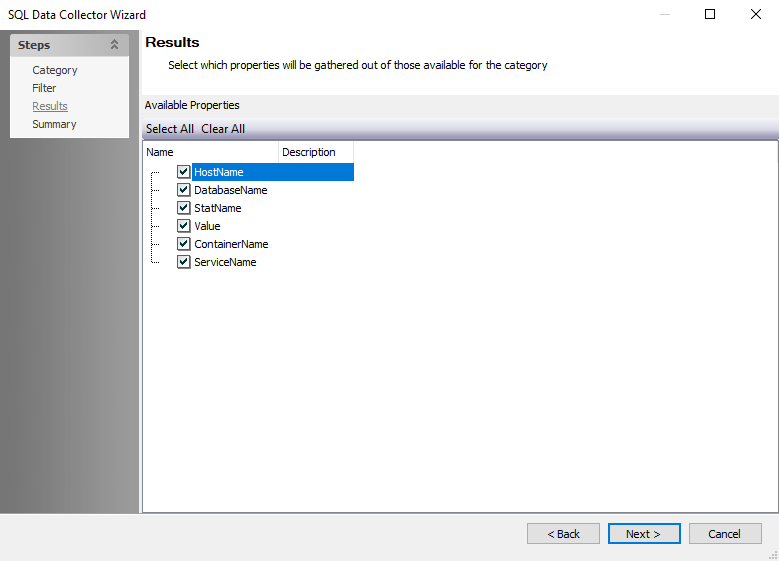 SQL Data Collector Wizard
Steps
Category
Filter
Results
Summary
Results
Select which properties will be gathered out of those available for the category
Available Properties
Select All Clear All
Name Description
HostName
DatabaseName
StatName
Value
ContainerName
ServiceName
< Back Next > Cancel